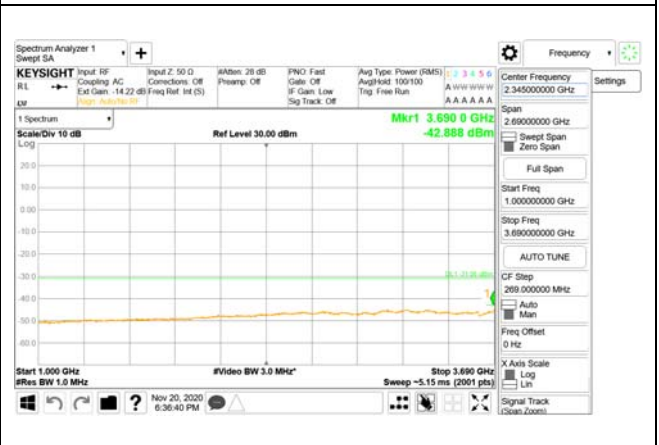 Spectrum Analyzer 1
Swept SA
+
Frequency
KEYSIGHT
RL
Input: RF
Coupling: AC
Ext Gain: -14.22 dB
Align: Auto/No RF
Input Z: 50 Ω
Corrections: Off
Freq Ref: Int (S)
#Atten: 28 dB
Preamp: Off
PNO: Fast
Gate: Off
IF Gain: Low
Sig Track: Off
Avg Type: Power (RMS)
Avg|Hold: 100/100
Trig: Free Run
1 2 3 4 5 6
A W W W W W
A A A A A A
1 Spectrum
Scale/Div 10 dB
Ref Level 30.00 dBm
Mkr1 3.690 0 GHz
-42.888 dBm
Log
20.0
10.0
0.00
-10.0
-20.0
-30.0
-40.0
-50.0
-60.0
1
Start 1.000 GHz
#Res BW 1.0 MHz
#Video BW 3.0 MHz*
Stop 3.690 GHz
Sweep ~5.15 ms (2001 pts)
Nov 20, 2020
6:36:40 PM
?
Center Frequency
2.345000000 GHz
Settings
Span
2.69000000 GHz
Swept Span
Zero Span
Full Span
Start Freq
1.000000000 GHz
Stop Freq
3.690000000 GHz
AUTO TUNE
CF Step
269.000000 MHz
Auto
Man
Freq Offset
0 Hz
X Axis Scale
Log
Lin
Signal Track
(Span Zoom)